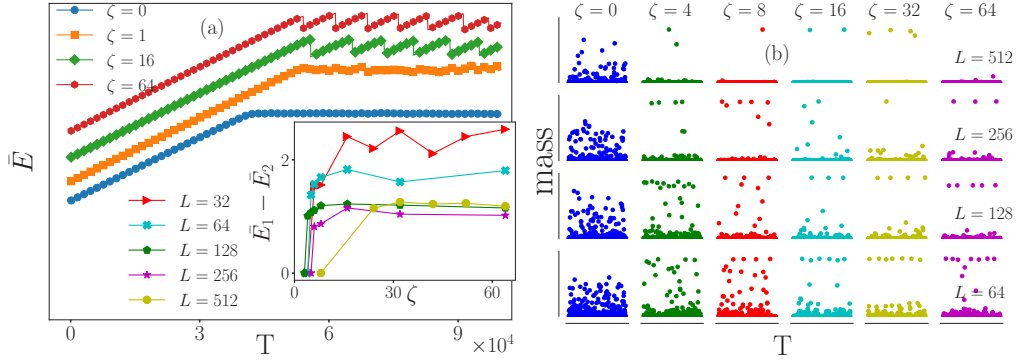 (a)
ζ = 0
ζ = 1
ζ = 16
ζ = 64
Ē
L = 32
L = 64
L = 128
L = 256
L = 512
Ē₁ − Ē₂
2
0
0
30
60
ζ
0
3
6
9
×10⁴
T
ζ = 0
ζ = 4
ζ = 8
ζ = 16
ζ = 32
ζ = 64
(b)
L = 512
L = 256
L = 128
L = 64
mass
T